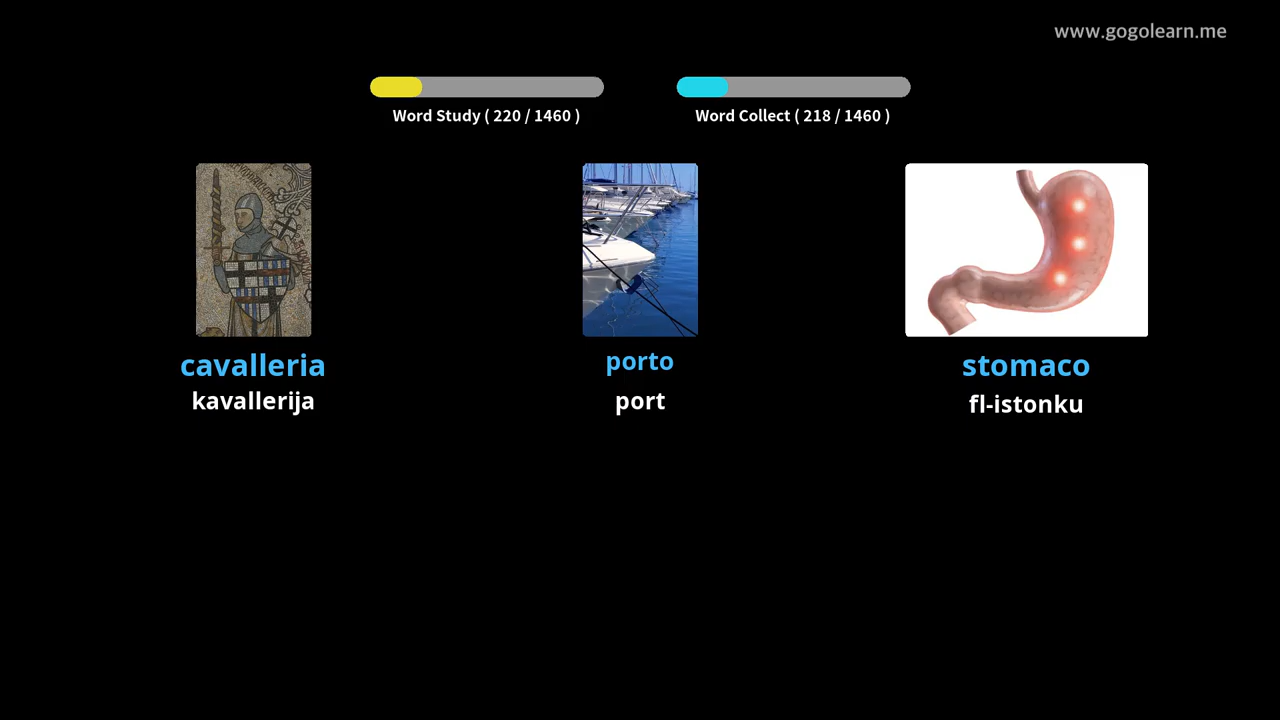 www.gogolearn.me
Word Study ( 220 / 1460 )
Word Collect ( 218 / 1460 )
cavalleria
kavallerija
porto
port
stomaco
fl-istonku